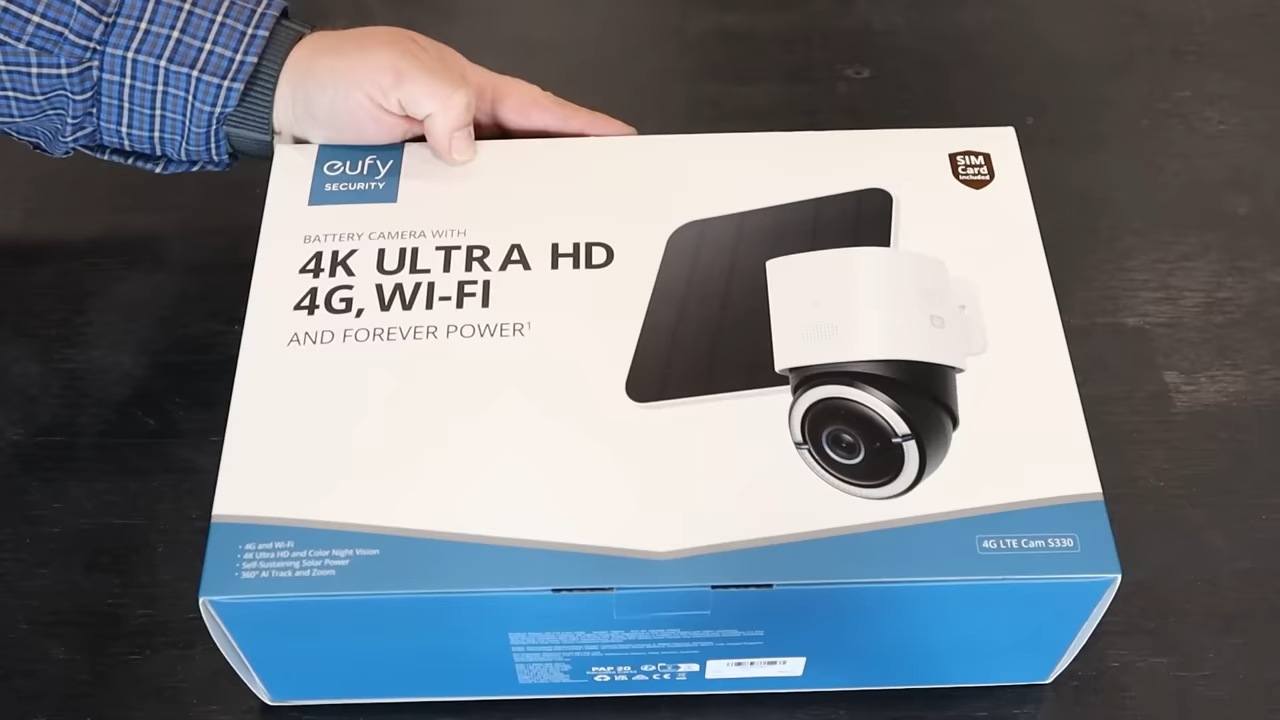 eufy
SECURITY
SIM
Card
Included
BATTERY CAMERA WITH
4K ULTRA HD
4G, WI-FI
AND FOREVER POWER¹
• 4G and Wi-Fi
• 4K Ultra HD and Color Night Vision
• Self-Sustaining Solar Power
• 360° AI Track and Zoom
4G LTE Cam S330
PAP 20